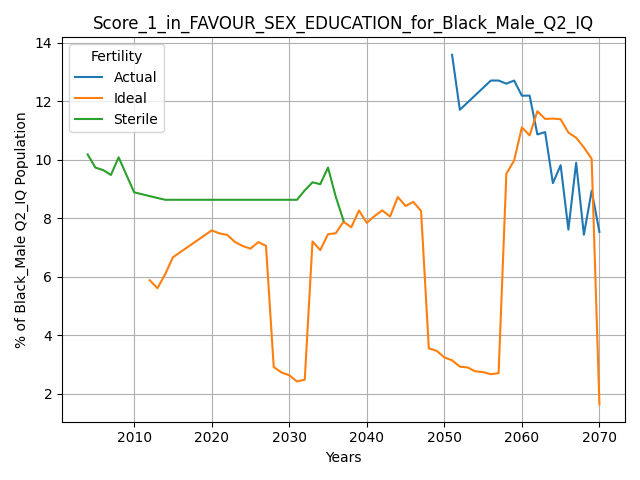 Score_1_in_FAVOUR_SEX_EDUCATION_for_Black_Male_Q2_IQ
% of Black_Male Q2_IQ Population
14
12
10
8
6
4
2
Fertility
Actual
Ideal
Sterile
2010 2020 2030 2040 2050 2060 2070
Years